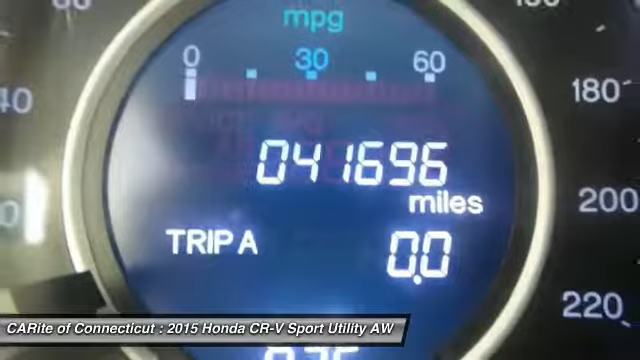 mpg
0 30 60
180
041696
miles
200
TRIP A 0.0
220
CARite of Connecticut : 2015 Honda CR-V Sport Utility AW